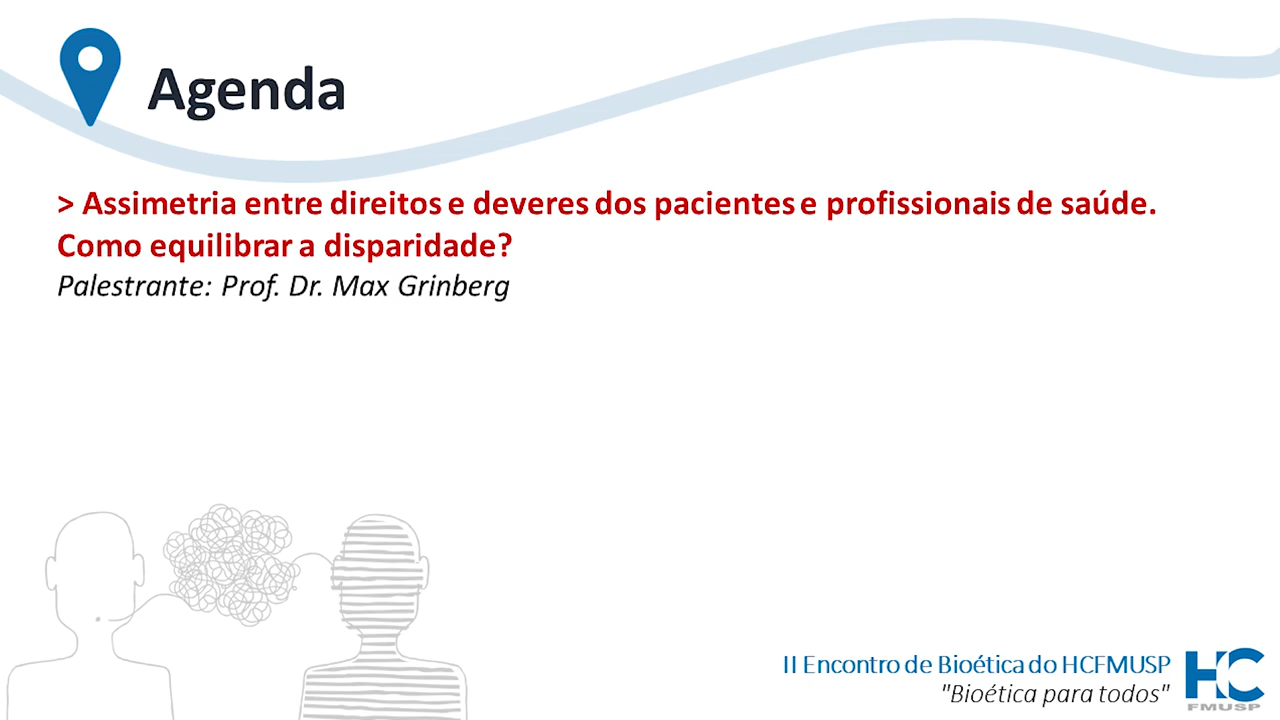 Agenda
> Assimetria entre direitos e deveres dos pacientes e profissionais de saúde.
Como equilibrar a disparidade?
Palestrante: Prof. Dr. Max Grinberg
II Encontro de Bioética do HCFMUSP
"Bioética para todos"
HC
FMUSP